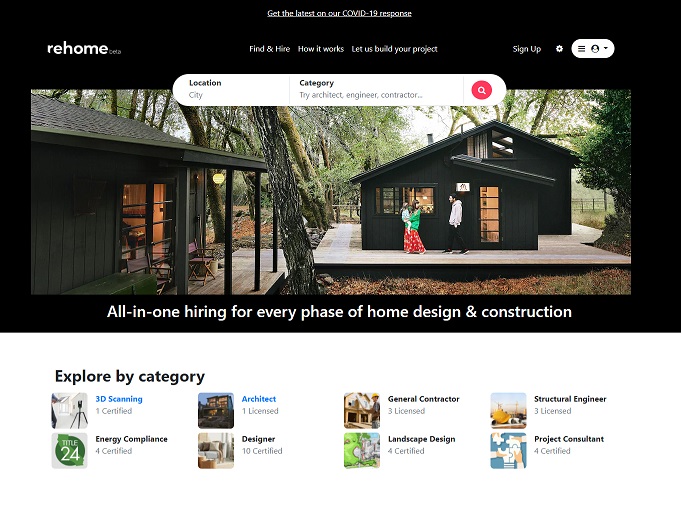 Get the latest on our COVID-19 response
rehome beta
Find & Hire How it works Let us build your project
Sign Up
Location
City
Category
Try architect, engineer, contractor...
All-in-one hiring for every phase of home design & construction
Explore by category
3D Scanning
1 Certified
Architect
1 Licensed
General Contractor
3 Licensed
Structural Engineer
3 Licensed
TITLE
24
Energy Compliance
4 Certified
Designer
10 Certified
Landscape Design
4 Certified
Project Consultant
4 Certified